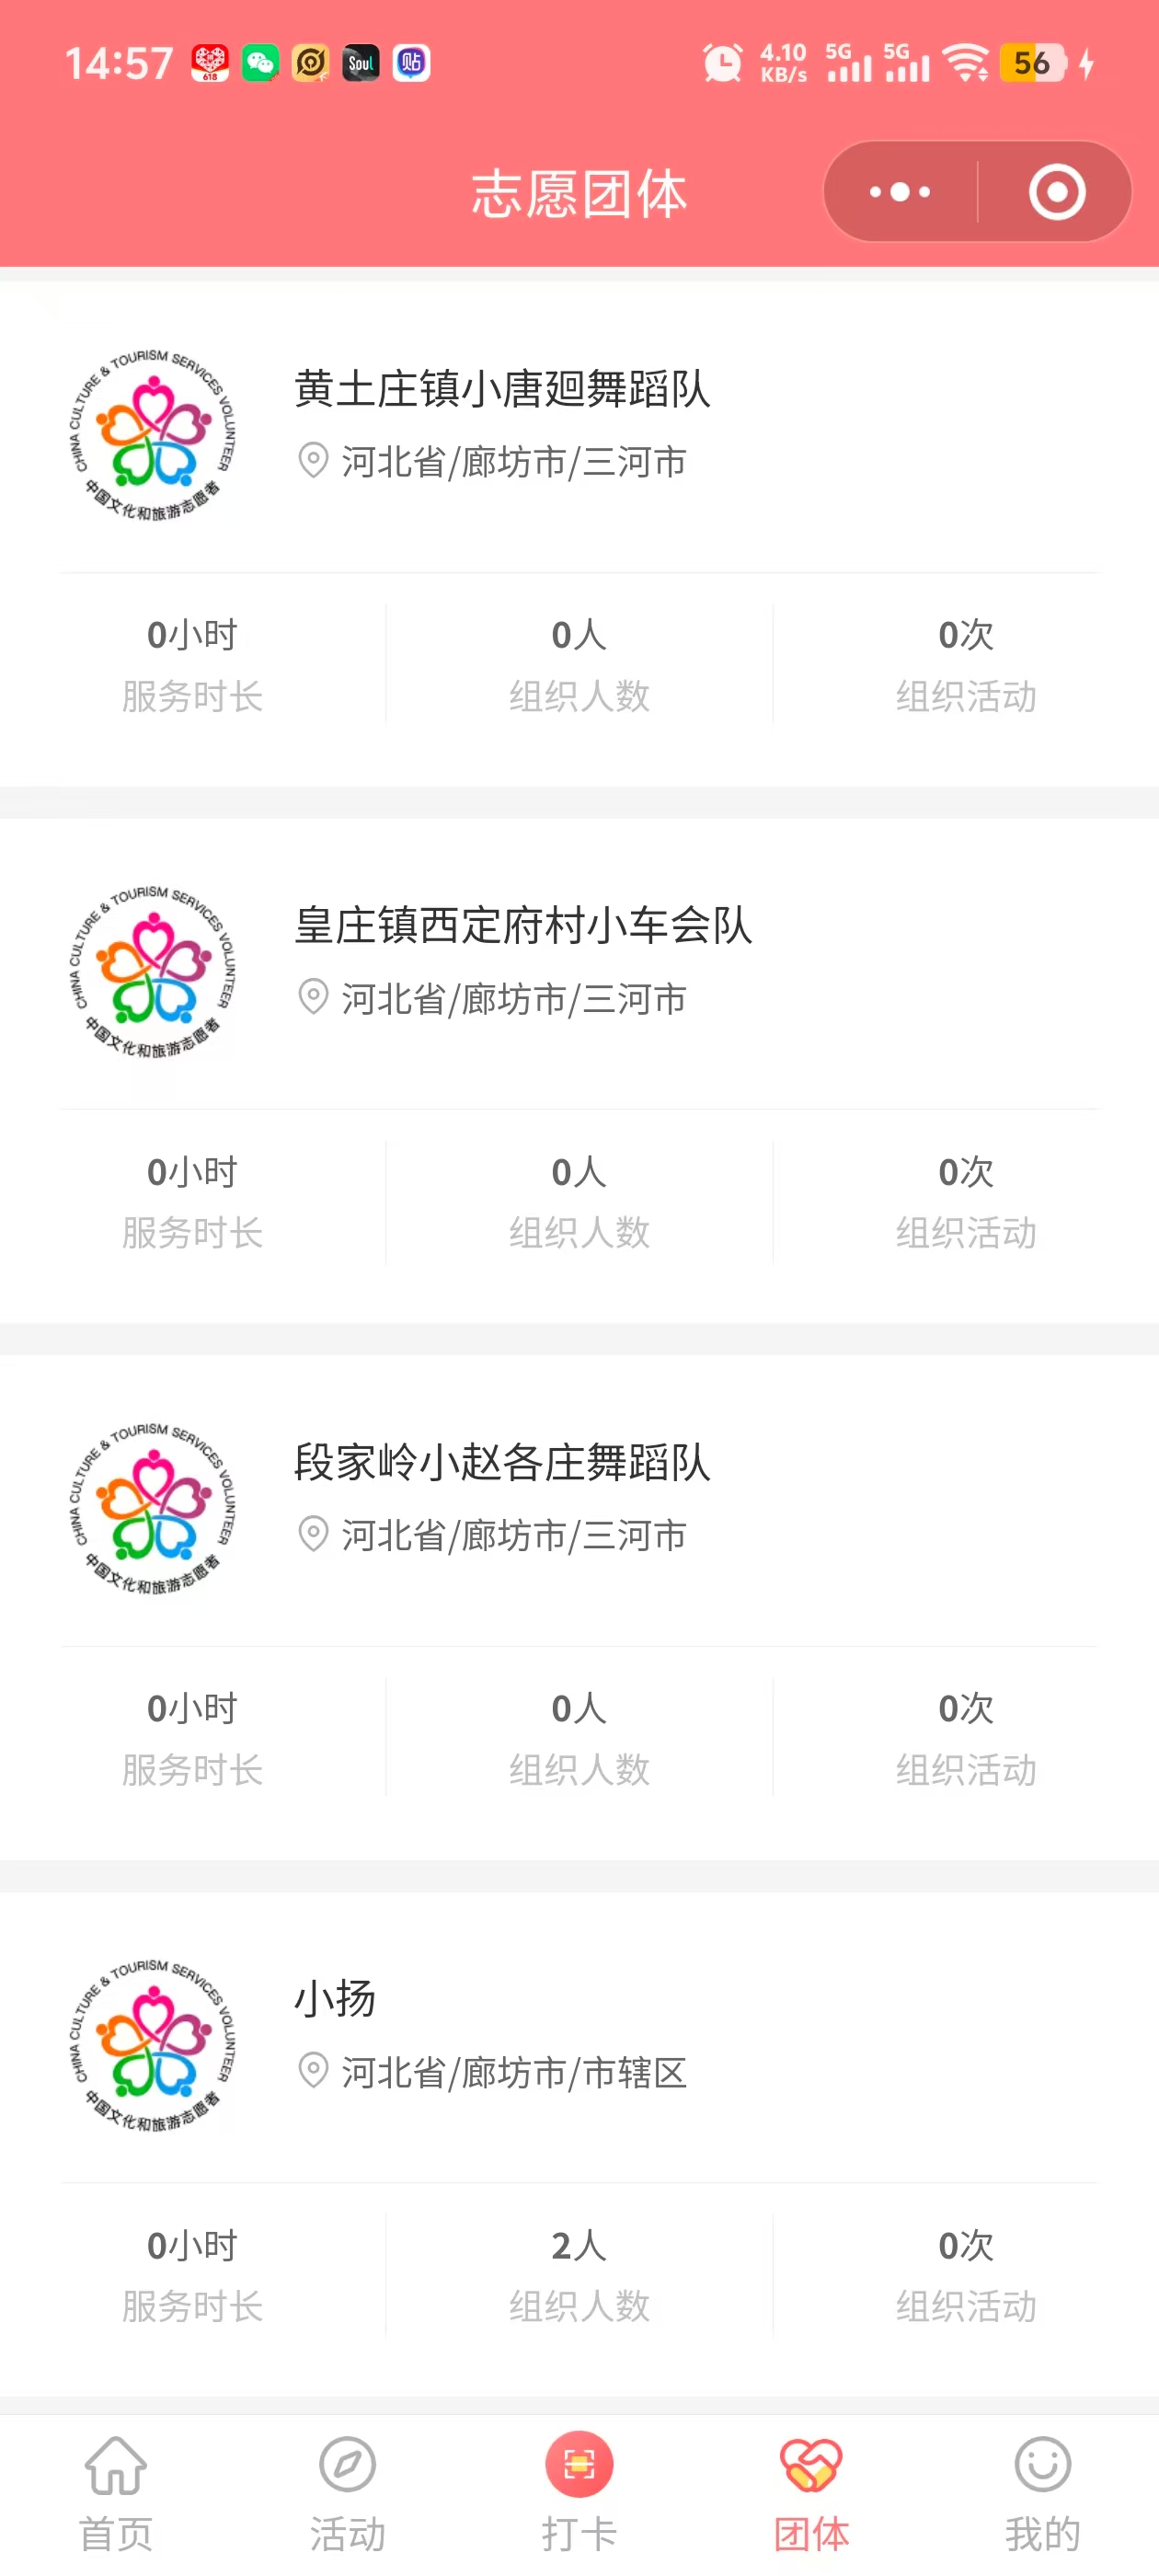 14:57
618
Soul
贴
4.10
KB/s
5G
5G
56
志愿团体
CHINA CULTURE & TOURISM SERVICES VOLUNTEER
中国文化和旅游志愿者
黄土庄镇小唐廻舞蹈队
河北省/廊坊市/三河市
0小时 0人 0次
服务时长 组织人数 组织活动
CHINA CULTURE & TOURISM SERVICES VOLUNTEER
中国文化和旅游志愿者
皇庄镇西定府村小车会队
河北省/廊坊市/三河市
0小时 0人 0次
服务时长 组织人数 组织活动
CHINA CULTURE & TOURISM SERVICES VOLUNTEER
中国文化和旅游志愿者
段家岭小赵各庄舞蹈队
河北省/廊坊市/三河市
0小时 0人 0次
服务时长 组织人数 组织活动
CHINA CULTURE & TOURISM SERVICES VOLUNTEER
中国文化和旅游志愿者
小扬
河北省/廊坊市/市辖区
0小时 2人 0次
服务时长 组织人数 组织活动
首页 活动 打卡 团体 我的